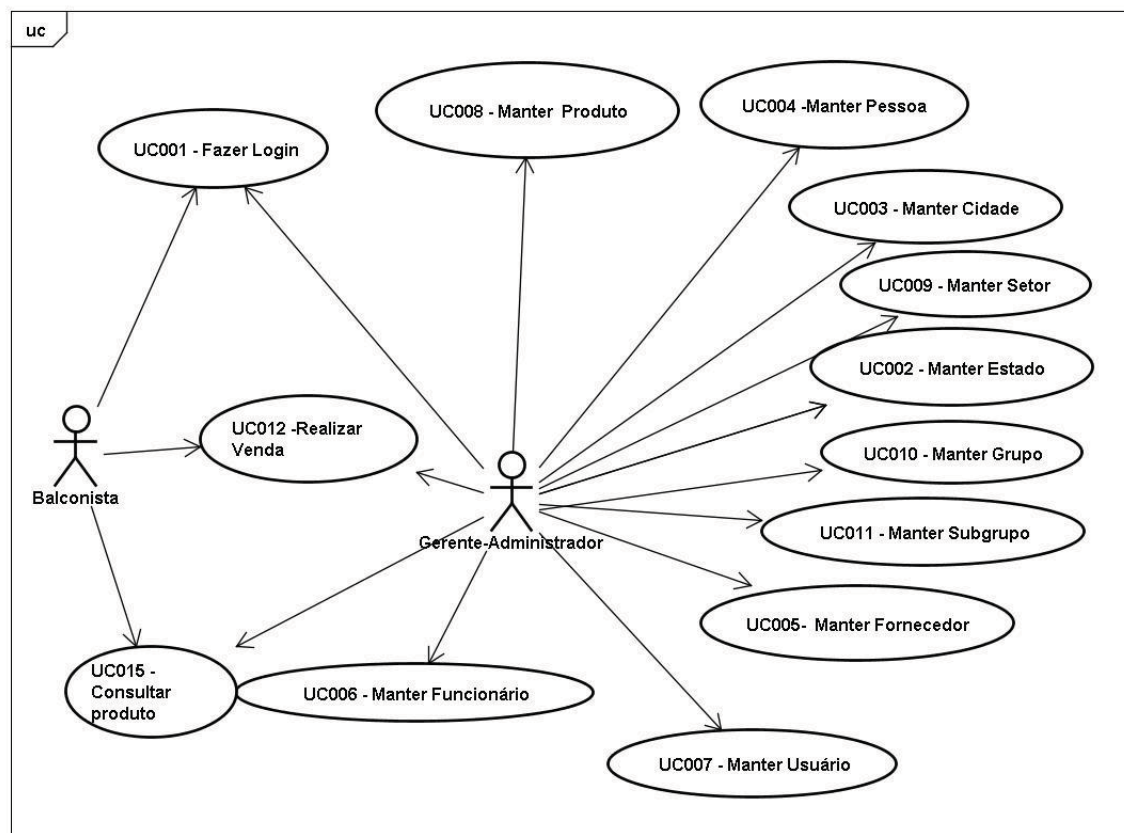 uc
UC008 - Manter  Produto
UC004 -Manter Pessoa
UC001 - Fazer Login
UC003 - Manter Cidade
UC009 - Manter Setor
UC002 - Manter Estado
UC012 -Realizar
Venda
UC010 - Manter Grupo
Balconista
UC011 - Manter Subgrupo
Gerente-Administrador
UC005-  Manter Fornecedor
UC015 -
Consultar
produto
UC006 - Manter Funcionário
UC007 - Manter Usuário